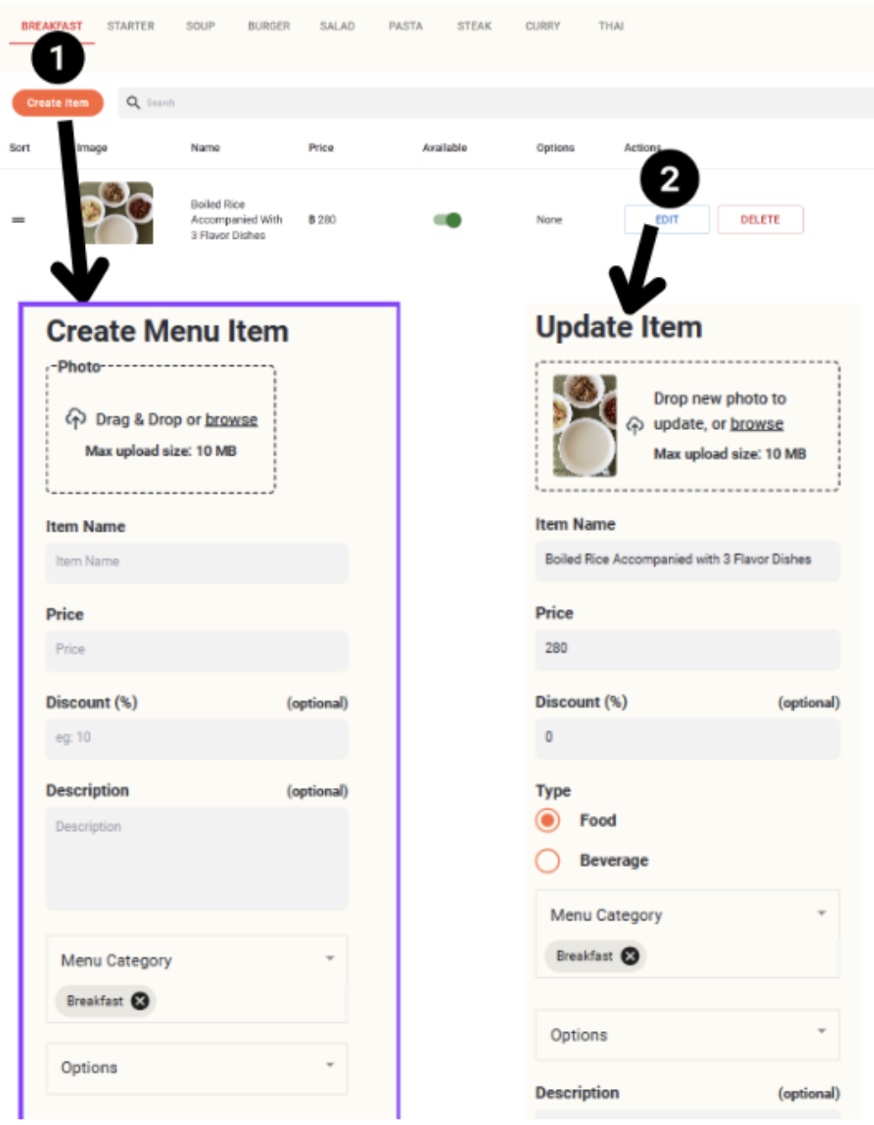 BREAKFAST STARTER SOUP BURGER SALAD PASTA STEAK CURRY THAI
1
Create Item Search
Sort Image Name Price Available Options Actions
2
Boiled Rice
Accompanied With
3 Flavor Dishes
฿ 280 None EDIT DELETE
Create Menu Item
Photo
Drag & Drop or browse
Max upload size: 10 MB
Item Name
Item Name
Price
Price
Discount (%) (optional)
eg: 10
Description (optional)
Description
Menu Category
Breakfast
Options
Update Item
Drop new photo to
update, or browse
Max upload size: 10 MB
Item Name
Boiled Rice Accompanied with 3 Flavor Dishes
Price
280
Discount (%) (optional)
0
Type
Food
Beverage
Menu Category
Breakfast
Options
Description (optional)